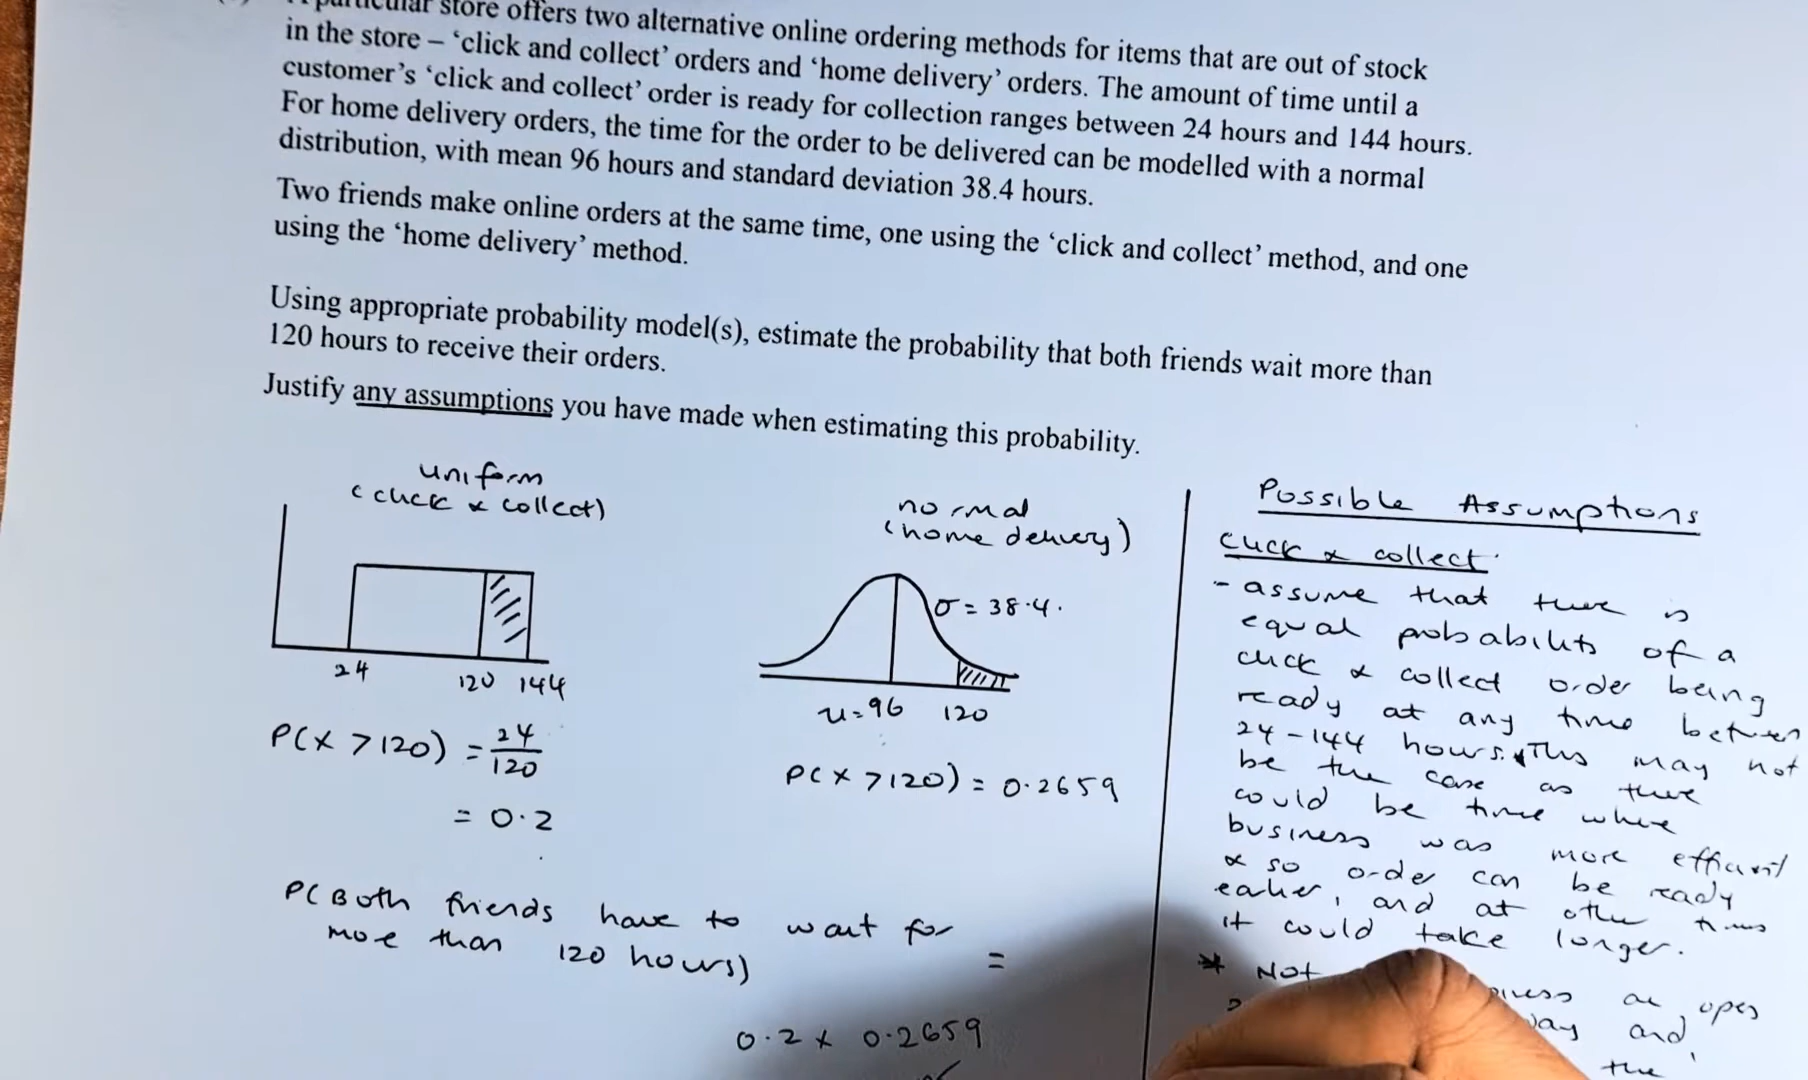 particular store offers two alternative online ordering methods for items that are out of stock
in the store – ‘click and collect’ orders and ‘home delivery’ orders. The amount of time until a
customer’s ‘click and collect’ order is ready for collection ranges between 24 hours and 144 hours.
For home delivery orders, the time for the order to be delivered can be modelled with a normal
distribution, with mean 96 hours and standard deviation 38.4 hours.
Two friends make online orders at the same time, one using the ‘click and collect’ method, and one
using the ‘home delivery’ method.
Using appropriate probability model(s), estimate the probability that both friends wait more than
120 hours to receive their orders.
Justify any assumptions you have made when estimating this probability.
uniform
(click & collect)
24 120 144
P(X > 120) = 24/120
= 0.2
normal
(home delivery)
σ = 38.4.
μ = 96 120
P(X > 120) = 0.2659
P(Both friends have to wait for
more than 120 hours) =
0.2 x 0.2659
Possible Assumptions
click & collect
- assume that there is
equal probability of a
click & collect order being
ready at any time between
24 - 144 hours. This may not
be the case as there
could be time where
business was more efficient
& so order can be ready
earlier, and at other times
it could take longer.
* Not
and
the